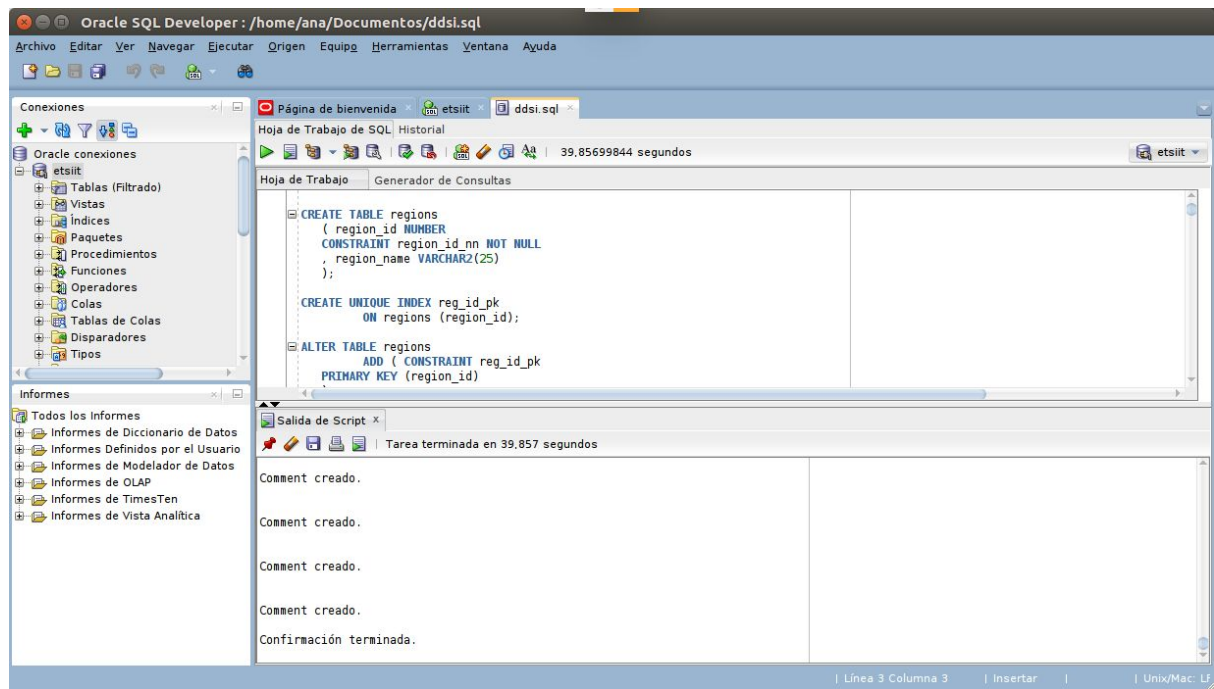 Oracle SQL Developer : /home/ana/Documentos/ddsi.sql
Archivo Editar Ver Navegar Ejecutar Origen Equipo Herramientas Ventana Ayuda
Conexiones
Oracle conexiones
etsiit
Tablas (Filtrado)
Vistas
Índices
Paquetes
Procedimientos
Funciones
Operadores
Colas
Tablas de Colas
Disparadores
Tipos
Informes
Todos los Informes
Informes de Diccionario de Datos
Informes Definidos por el Usuario
Informes de Modelador de Datos
Informes de OLAP
Informes de TimesTen
Informes de Vista Analítica
Página de bienvenida etsiit ddsi.sql
Hoja de Trabajo de SQL Historial
39,85699844 segundos
etsiit
Hoja de Trabajo Generador de Consultas
CREATE TABLE regions
( region_id NUMBER
CONSTRAINT region_id_nn NOT NULL
, region_name VARCHAR2(25)
);
CREATE UNIQUE INDEX reg_id_pk
ON regions (region_id);
ALTER TABLE regions
ADD ( CONSTRAINT reg_id_pk
PRIMARY KEY (region_id)
Salida de Script
Tarea terminada en 39,857 segundos
Comment creado.
Comment creado.
Comment creado.
Comment creado.
Confirmación terminada.
Línea 3 Columna 3 | Insertar | | Unix/Mac: LF